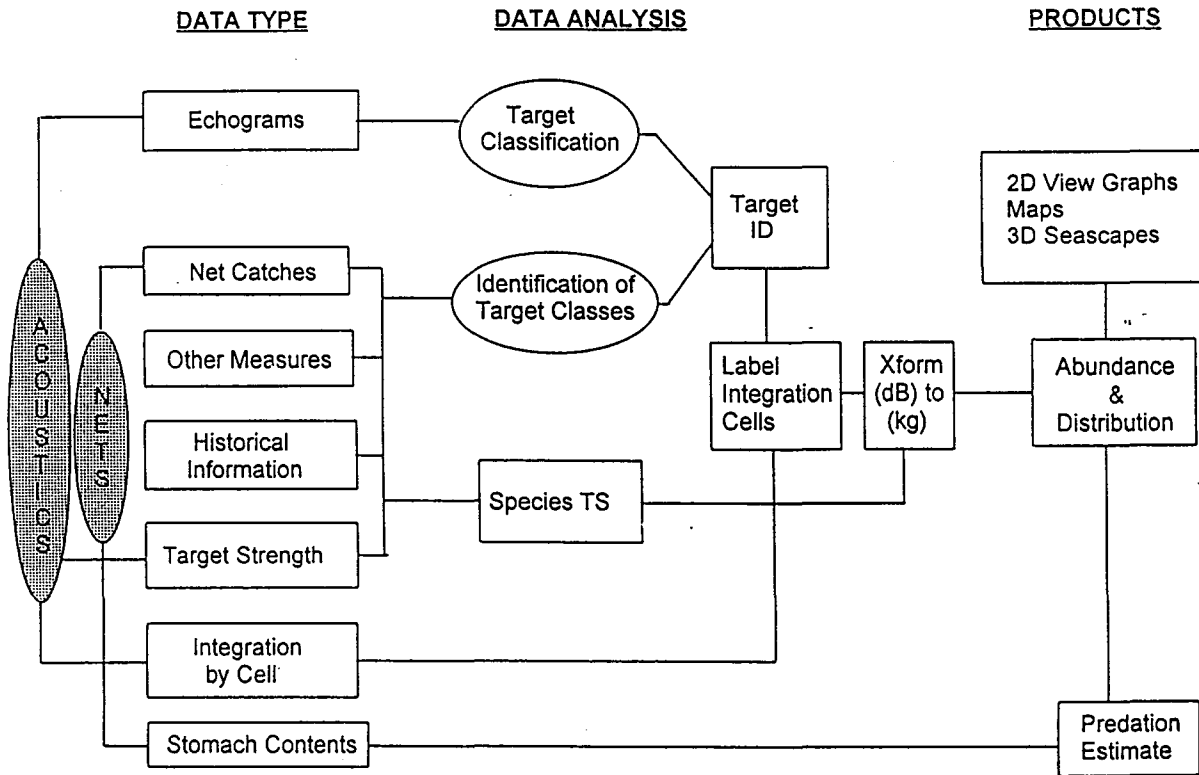 DATA TYPE
DATA ANALYSIS
PRODUCTS
Echograms
Target
Classification
Target
ID
2D View Graphs
Maps
3D Seascapes
ACOUSTICS
NETS
Net Catches
Identification of
Target Classes
Other Measures
Label
Integration
Cells
Xform
(dB) to
(kg)
Abundance
&
Distribution
Historical
Information
Species TS
Target Strength
Integration
by Cell
Stomach Contents
Predation
Estimate